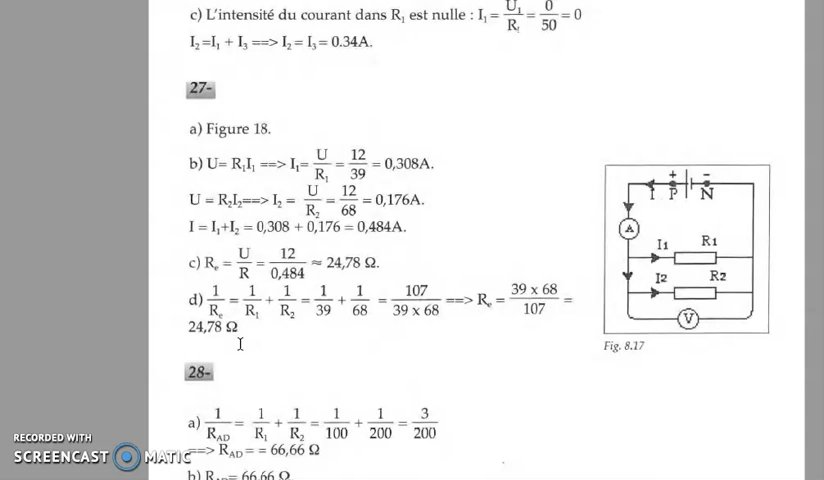 c) L'intensité du courant dans R₁ est nulle : I₁ = U₁/R₁ = 0/50 = 0
I₂ =I₁ + I₃ ==> I₂ = I₃ = 0.34A.
27-
a) Figure 18.
b) U= R₁I₁ ==> I₁= U/R₁ = 12/39 = 0,308A.
U = R₂I₂==> I₂ = U/R₂ = 12/68 = 0,176A.
I = I₁+I₂ = 0,308 + 0,176 = 0,484A.
c) Rₑ = U/R = 12/0,484 ≈ 24,78 Ω.
d) 1/Rₑ = 1/R₁ + 1/R₂ = 1/39 + 1/68 = 107/39 x 68 ==> Rₑ = 39 x 68/107 =
24,78 Ω
+ -
I P N
A
I1 R1
I2 R2
V
Fig. 8.17
28-
a) 1/R_AD = 1/R₁ + 1/R₂ = 1/100 + 1/200 = 3/200
==> R_AD = = 66,66 Ω
b) R_AD = 66,66 Ω
RECORDED WITH
SCREENCAST MATIC